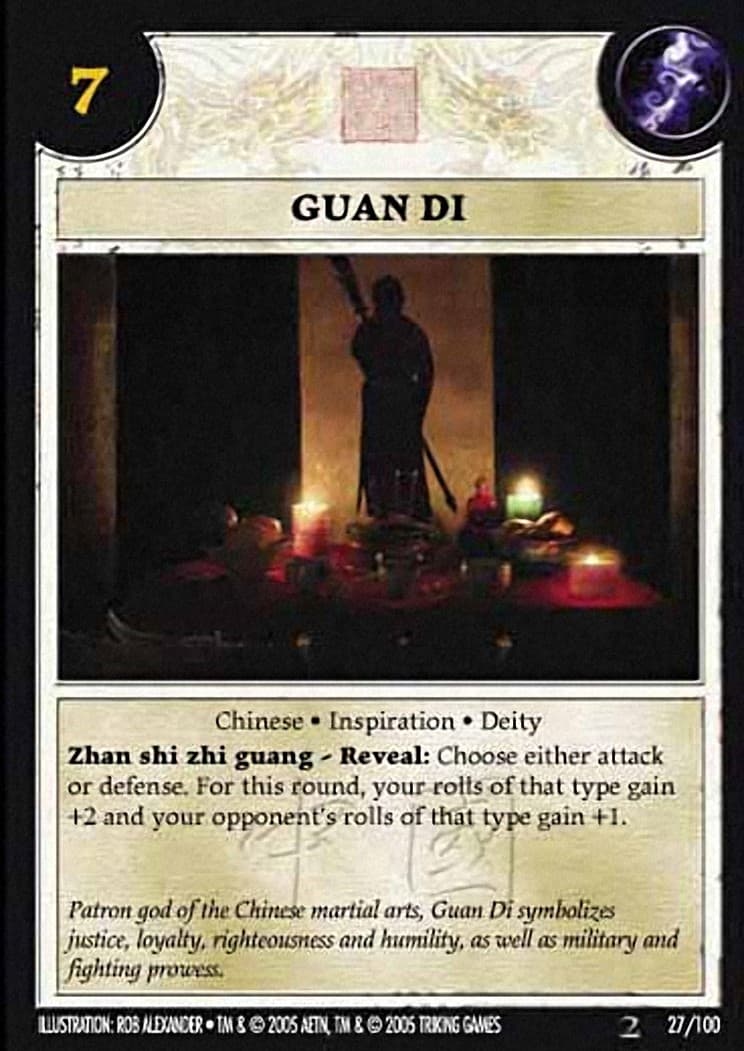 7
GUAN DI
Chinese • Inspiration • Deity
Zhan shi zhi guang - Reveal: Choose either attack
or defense. For this round, your rolls of that type gain
+2 and your opponent's rolls of that type gain +1.
中國
Patron god of the Chinese martial arts, Guan Di symbolizes
justice, loyalty, righteousness and humility, as well as military and
fighting prowess.
ILLUSTRATION: ROB ALEXANDER • TM & © 2005 AETN, TM & © 2005 TRIKING GAMES 2 27/100